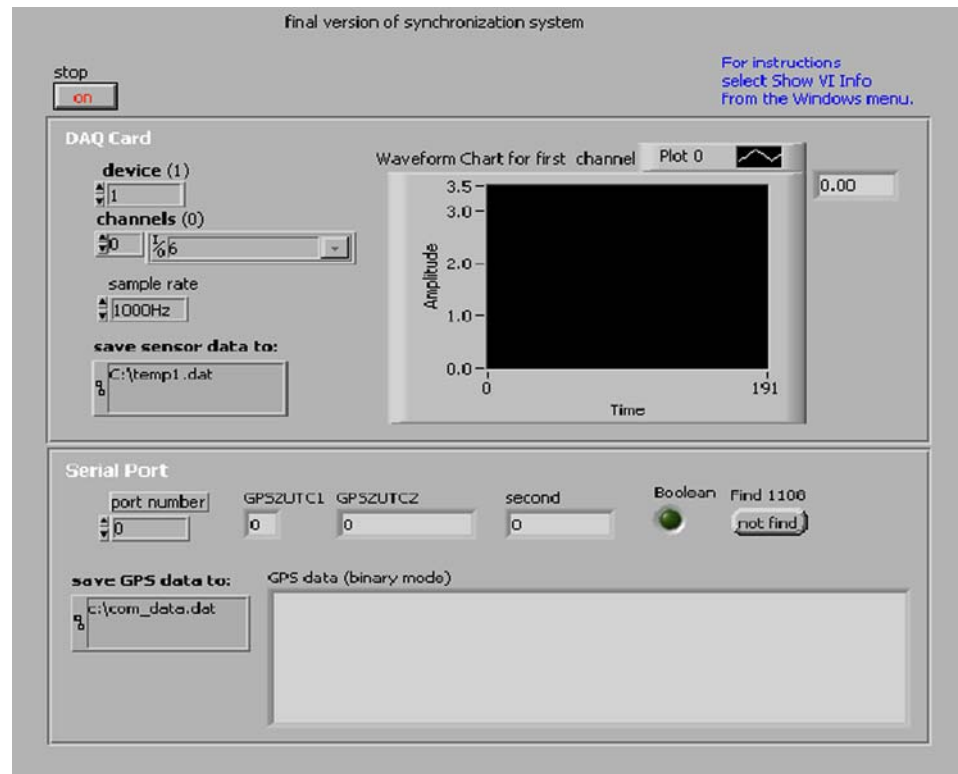 final version of synchronization system
stop
on
For instructions
select Show VI Info
from the Windows menu.
DAQ Card
device (1)
1
channels (0)
0
6
sample rate
1000Hz
save sensor data to:
C:\temp1.dat
Waveform Chart for first channel
Plot 0
0.00
3.5
3.0
2.0
1.0
0.0
Amplitude
0
191
Time
Serial Port
port number
0
GPS2UTC1
0
GPS2UTC2
0
second
0
Boolean
Find 1108
not find
save GPS data to:
c:\com_data.dat
GPS data (binary mode)